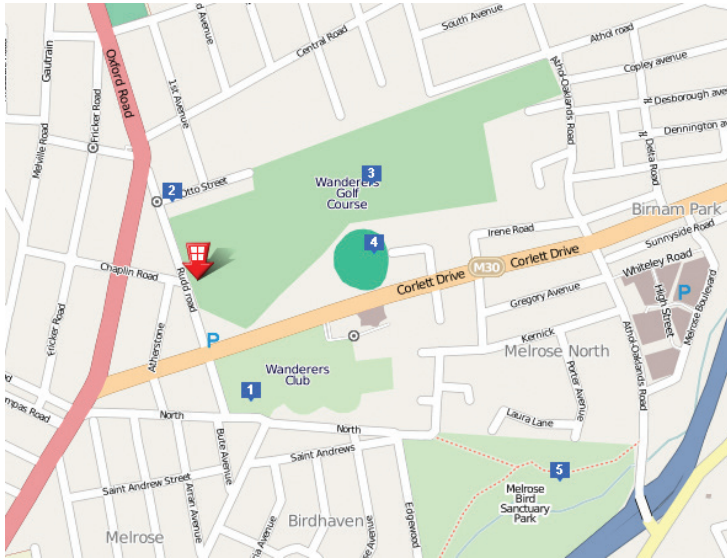 South Avenue
Athol road
Central Road
Copley avenue
Oxford Road
Gautrain
1st Avenue
Athol-Oaklands Road
Desborough ave
Fricker Road
Dennington av
Melville Road
Delta Road
3
Wanderers
Golf
Course
2
Otto Street
Birnam Park
Irene Road
4
Sunnyside Road
Corlett Drive
M30
Corlett Drive
Whiteley Road
Chaplin Road
Rudd road
Gregory Avenue
High Street
P
Melrose Boulevard
Fricker Road
Atherstone
P
Kernick
Melrose North
Athol-Oaklands Road
Wanderers
Club
1
Porter Avenue
North
Laura Lane
North
Bute Avenue
Saint Andrews
5
Saint Andrew Street
Melrose
Bird
Sanctuary
Park
Arran Avenue
Edgewood
Birdhaven
Melrose